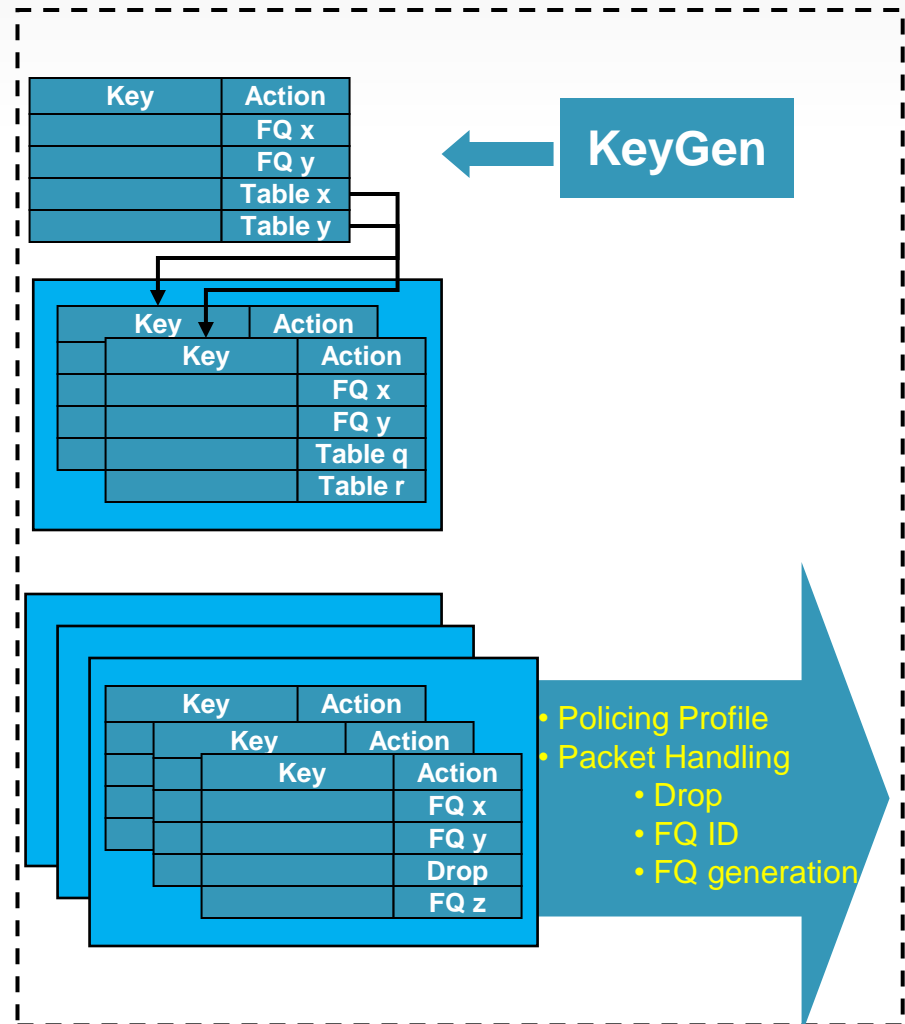 Key Action
FQ x
FQ y
Table x
Table y
KeyGen
Key Action
Key Action
FQ x
FQ y
Table q
Table r
Key Action
Key Action
Key Action
FQ x
FQ y
Drop
FQ z
• Policing Profile
• Packet Handling
• Drop
• FQ ID
• FQ generation